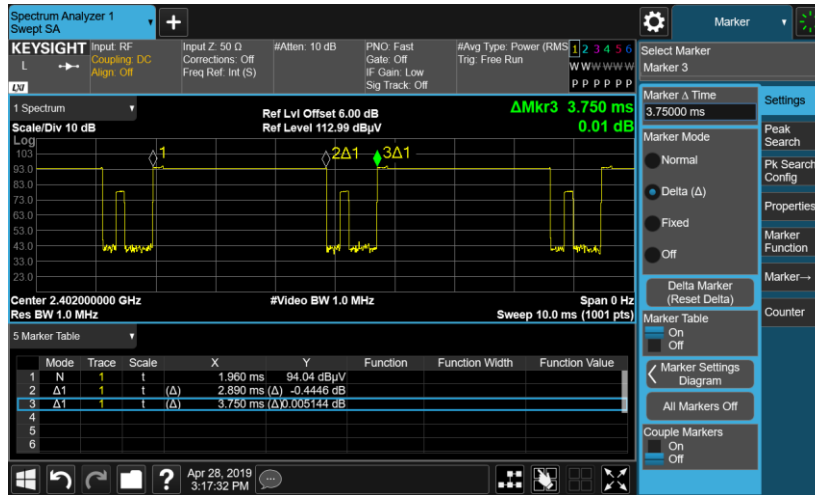 Spectrum Analyzer 1
Swept SA
Marker
KEYSIGHT
L
LXI
Input: RF
Coupling: DC
Align: Off
Input Z: 50 Ω
Corrections: Off
Freq Ref: Int (S)
#Atten: 10 dB
PNO: Fast
Gate: Off
IF Gain: Low
Sig Track: Off
#Avg Type: Power (RMS
Trig: Free Run
1 2 3 4 5 6
W W W W W W
P P P P P P
Select Marker
Marker 3
1 Spectrum
Scale/Div 10 dB
Log
Ref Lvl Offset 6.00 dB
Ref Level 112.99 dBµV
ΔMkr3 3.750 ms
0.01 dB
103
93.0
83.0
73.0
63.0
53.0
43.0
33.0
23.0
1
2Δ1
3Δ1
Center 2.402000000 GHz
Res BW 1.0 MHz
#Video BW 1.0 MHz
Span 0 Hz
Sweep 10.0 ms (1001 pts)
5 Marker Table
Mode Trace Scale X Y Function Function Width Function Value
1 N 1 t 1.960 ms 94.04 dBµV
2 Δ1 1 t (Δ) 2.890 ms (Δ) -0.4446 dB
3 Δ1 1 t (Δ) 3.750 ms (Δ)0.005144 dB
4
5
6
Marker Δ Time
3.75000 ms
Marker Mode
Normal
Delta (Δ)
Fixed
Off
Delta Marker
(Reset Delta)
Marker Table
On
Off
Marker Settings
Diagram
All Markers Off
Couple Markers
On
Off
Settings
Peak
Search
Pk Search
Config
Properties
Marker
Function
Marker→
Counter
?
Apr 28, 2019
3:17:32 PM